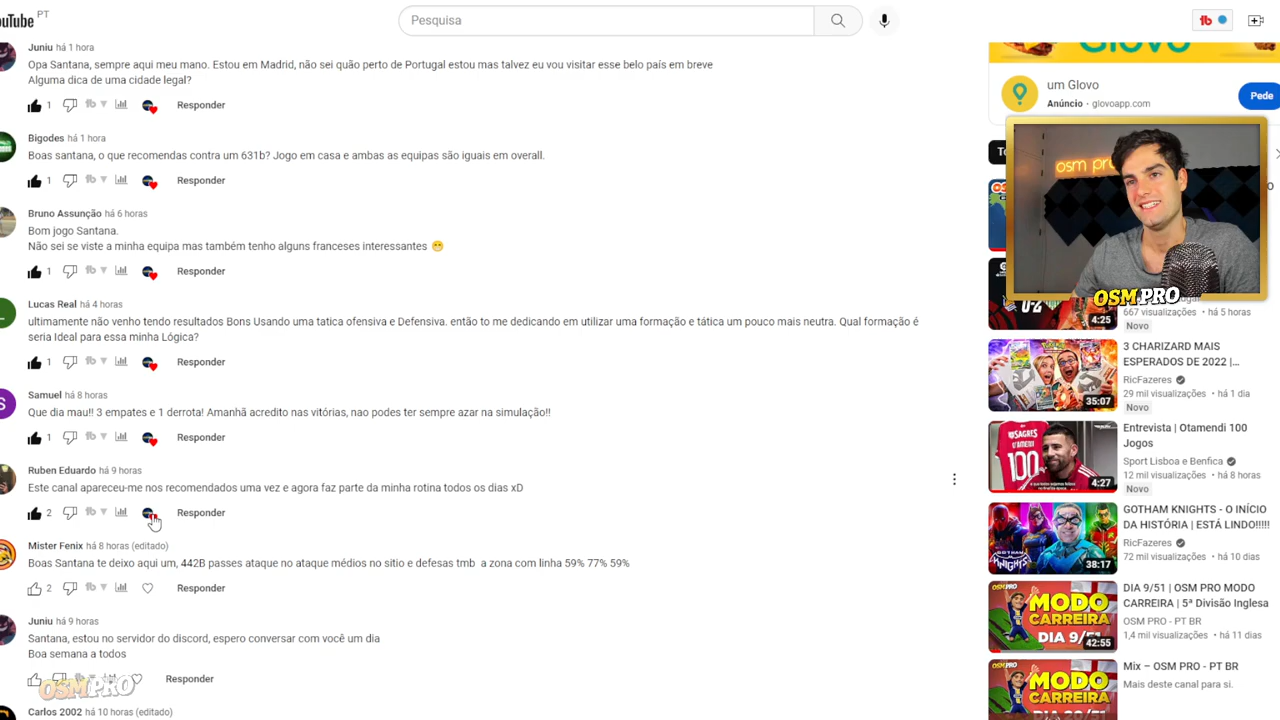 ouTube PT
Pesquisa
Juniu há 1 hora
Opa Santana, sempre aqui meu mano. Estou em Madrid, não sei quão perto de Portugal estou mas talvez eu vou visitar esse belo país em breve
Alguma dica de uma cidade legal?
1 Responder
Bigodes há 1 hora
Boas santana, o que recomendas contra um 631b? Jogo em casa e ambas as equipas são iguais em overall.
1 Responder
Bruno Assunção há 6 horas
Bom jogo Santana.
Não sei se viste a minha equipa mas também tenho alguns franceses interessantes 😁
1 Responder
Lucas Real há 4 horas
ultimamente não venho tendo resultados Bons Usando uma tatica ofensiva e Defensiva. então to me dedicando em utilizar uma formação e tática um pouco mais neutra. Qual formação é
seria Ideal para essa minha Lógica?
1 Responder
Samuel há 8 horas
Que dia mau!! 3 empates e 1 derrota! Amanhã acredito nas vitórias, nao podes ter sempre azar na simulação!!
1 Responder
Ruben Eduardo há 9 horas
Este canal apareceu-me nos recomendados uma vez e agora faz parte da minha rotina todos os dias xD
2 Responder
Mister Fenix há 8 horas (editado)
Boas Santana te deixo aqui um, 442B passes ataque no ataque médios no sitio e defesas tmb a zona com linha 59% 77% 59%
2 Responder
Juniu há 9 horas
Santana, estou no servidor do discord, espero conversar com você um dia
Boa semana a todos
Responder
OSMPRO
Carlos 2002 há 10 horas (editado)
Glovo
um Glovo
Anúncio · glovoapp.com
Pede
osm pro
OSM PRO
667 visualizações • há 5 horas
4:25
Novo
3 CHARIZARD MAIS
ESPERADOS DE 2022 |...
RicFazeres
29 mil visualizações • há 1 dia
35:07
Novo
Entrevista | Otamendi 100
Jogos
Sport Lisboa e Benfica
12 mil visualizações • há 6 horas
4:27
Novo
GOTHAM KNIGHTS - O INÍCIO
DA HISTÓRIA | ESTÁ LINDO!!!!!
RicFazeres
72 mil visualizações • há 10 dias
38:17
DIA 9/51 | OSM PRO MODO
CARREIRA | 5ª Divisão Inglesa
OSM PRO - PT BR
1,4 mil visualizações • há 11 dias
MODO
CARREIRA
DIA 9/51
42:55
Mix – OSM PRO - PT BR
Mais deste canal para si.
MODO
CARREIRA